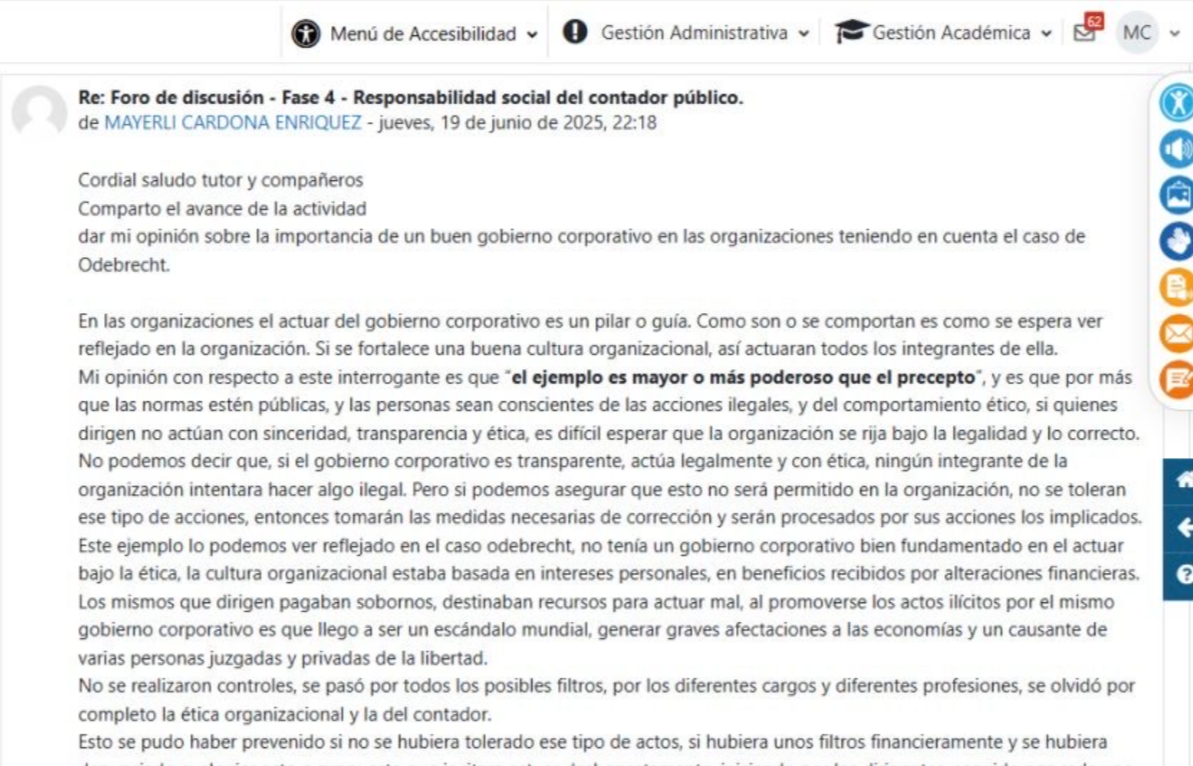 Menú de Accesibilidad
Gestión Administrativa
Gestión Académica
62
MC
Re: Foro de discusión - Fase 4 - Responsabilidad social del contador público.
de MAYERLI CARDONA ENRIQUEZ - jueves, 19 de junio de 2025, 22:18
Cordial saludo tutor y compañeros
Comparto el avance de la actividad
dar mi opinión sobre la importancia de un buen gobierno corporativo en las organizaciones teniendo en cuenta el caso de
Odebrecht.
En las organizaciones el actuar del gobierno corporativo es un pilar o guía. Como son o se comportan es como se espera ver
reflejado en la organización. Si se fortalece una buena cultura organizacional, así actuaran todos los integrantes de ella.
Mi opinión con respecto a este interrogante es que "el ejemplo es mayor o más poderoso que el precepto", y es que por más
que las normas estén públicas, y las personas sean conscientes de las acciones ilegales, y del comportamiento ético, si quienes
dirigen no actúan con sinceridad, transparencia y ética, es difícil esperar que la organización se rija bajo la legalidad y lo correcto.
No podemos decir que, si el gobierno corporativo es transparente, actúa legalmente y con ética, ningún integrante de la
organización intentara hacer algo ilegal. Pero si podemos asegurar que esto no será permitido en la organización, no se toleran
ese tipo de acciones, entonces tomarán las medidas necesarias de corrección y serán procesados por sus acciones los implicados.
Este ejemplo lo podemos ver reflejado en el caso odebrecht, no tenía un gobierno corporativo bien fundamentado en el actuar
bajo la ética, la cultura organizacional estaba basada en intereses personales, en beneficios recibidos por alteraciones financieras.
Los mismos que dirigen pagaban sobornos, destinaban recursos para actuar mal, al promoverse los actos ilícitos por el mismo
gobierno corporativo es que llego a ser un escándalo mundial, generar graves afectaciones a las economías y un causante de
varias personas juzgadas y privadas de la libertad.
No se realizaron controles, se pasó por todos los posibles filtros, por los diferentes cargos y diferentes profesiones, se olvidó por
completo la ética organizacional y la del contador.
Esto se pudo haber prevenido si no se hubiera tolerado ese tipo de actos, si hubiera unos filtros financieramente y se hubiera